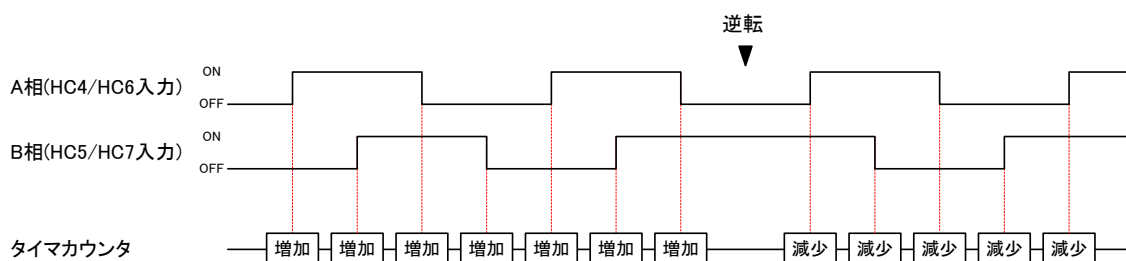 逆転
▼
A相(HC4/HC6入力)
ON
OFF
B相(HC5/HC7入力)
ON
OFF
タイマカウンタ 増加 増加 増加 増加 増加 増加 増加 減少 減少 減少 減少 減少